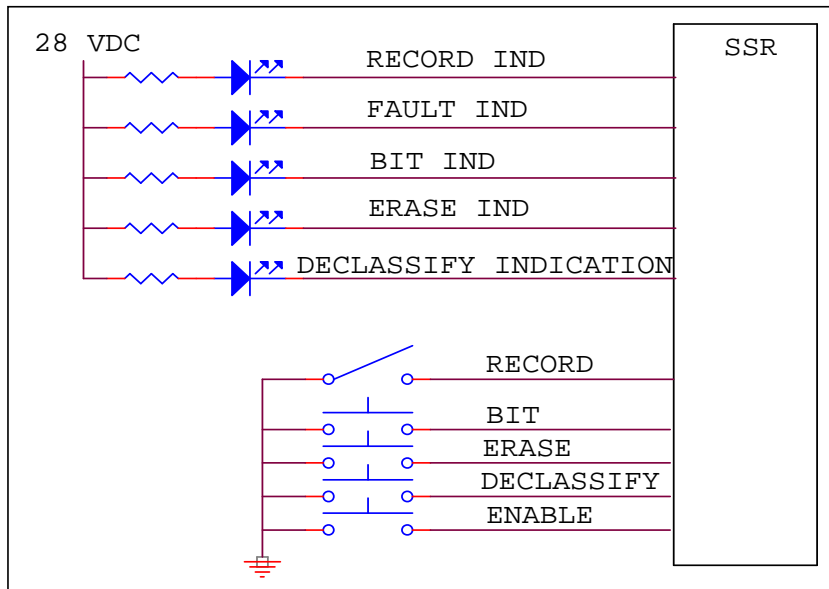 28 VDC
SSR
RECORD IND
FAULT IND
BIT IND
ERASE IND
DECLASSIFY INDICATION
RECORD
BIT
ERASE
DECLASSIFY
ENABLE